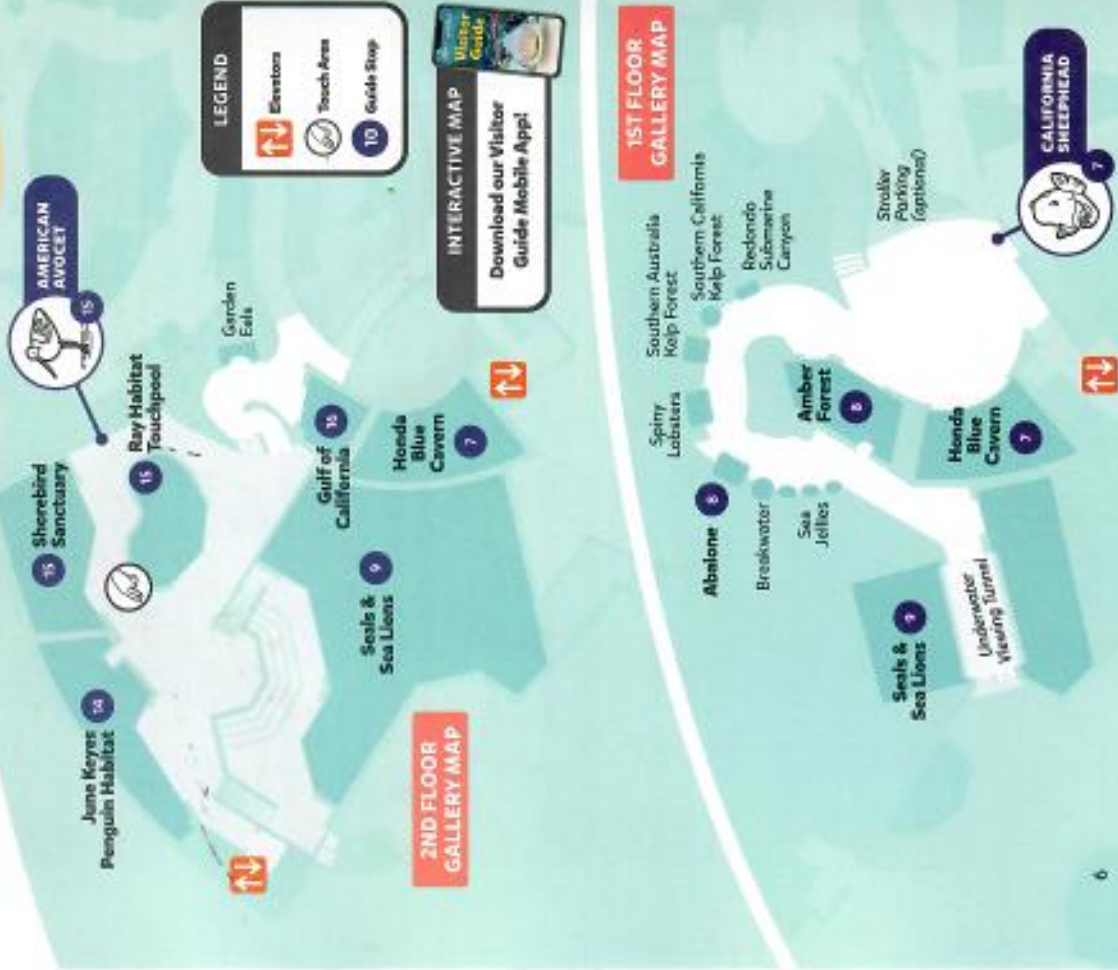 LEGEND
Elevators
Touch Area
10 Guide Stop
INTERACTIVE MAP
Download our Visitor
Guide Mobile App!
Visitor
Guide
AMERICAN
AVOCET
15
Garden
Eels
Ray Habitat
Touchpool
15
15 Shorebird
Sanctuary
June Keyes 14
Penguin Habitat
Gulf of 16
California
Honda
Blue
Cavern
7
Seals &
Sea Lions
9
2ND FLOOR
GALLERY MAP
1ST FLOOR
GALLERY MAP
CALIFORNIA
SHEEPHEAD
7
Stroller
Parking
(optional)
Redondo
Submarine
Canyon
Southern California
Kelp Forest
Southern Australia
Kelp Forest
Spiny
Lobsters
Amber
Forest
8
Honda
Blue
Cavern
7
Abalone 8
Breakwater
Sea
Jellies
Seals &
Sea Lions
9
Underwater
Viewing Tunnel
6